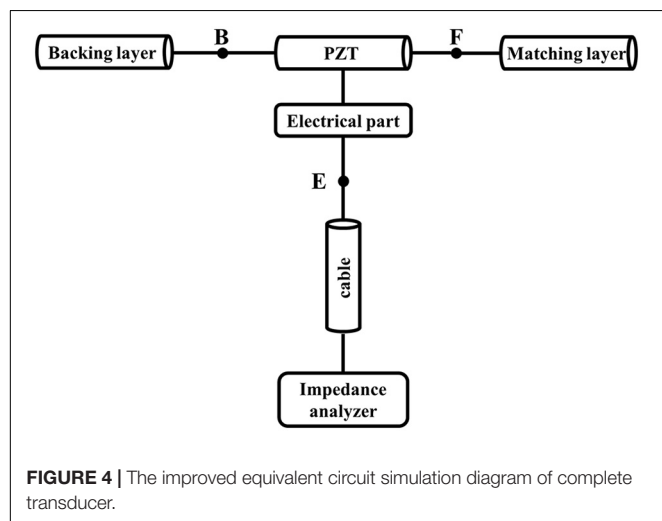 B
F
Backing layer
PZT
Matching layer
Electrical part
E
cable
Impedance
analyzer
FIGURE 4 | The improved equivalent circuit simulation diagram of complete
transducer.